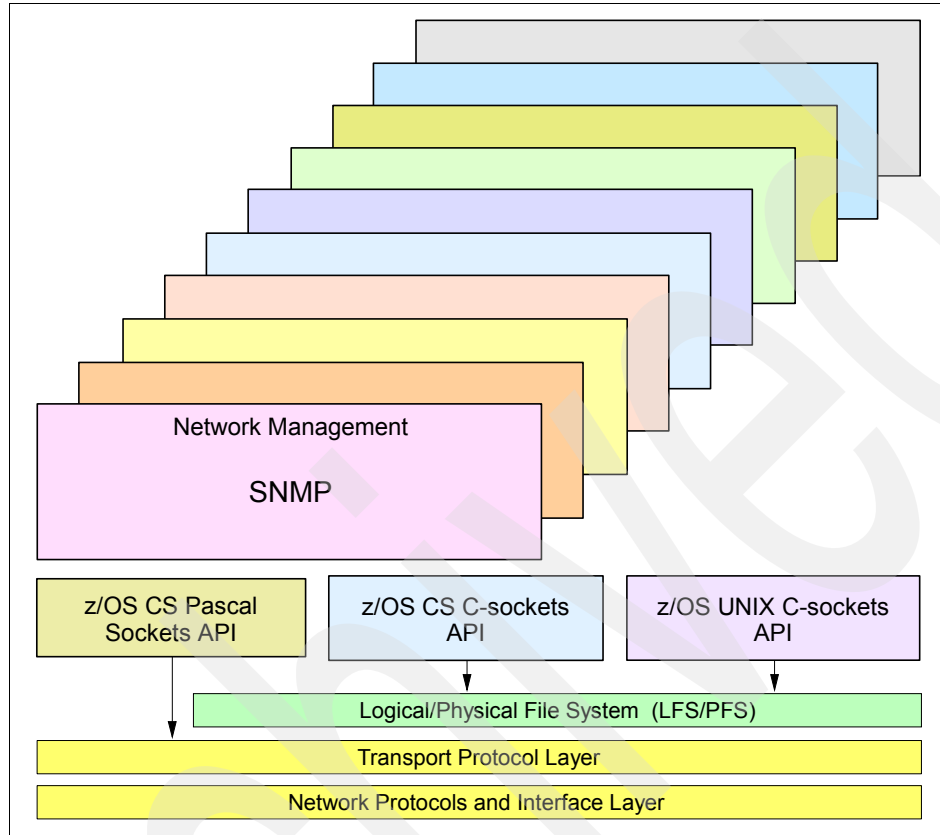 Network Management
SNMP
z/OS CS Pascal
Sockets API
z/OS CS C-sockets
API
z/OS UNIX C-sockets
API
Logical/Physical File System (LFS/PFS)
Transport Protocol Layer
Network Protocols and Interface Layer